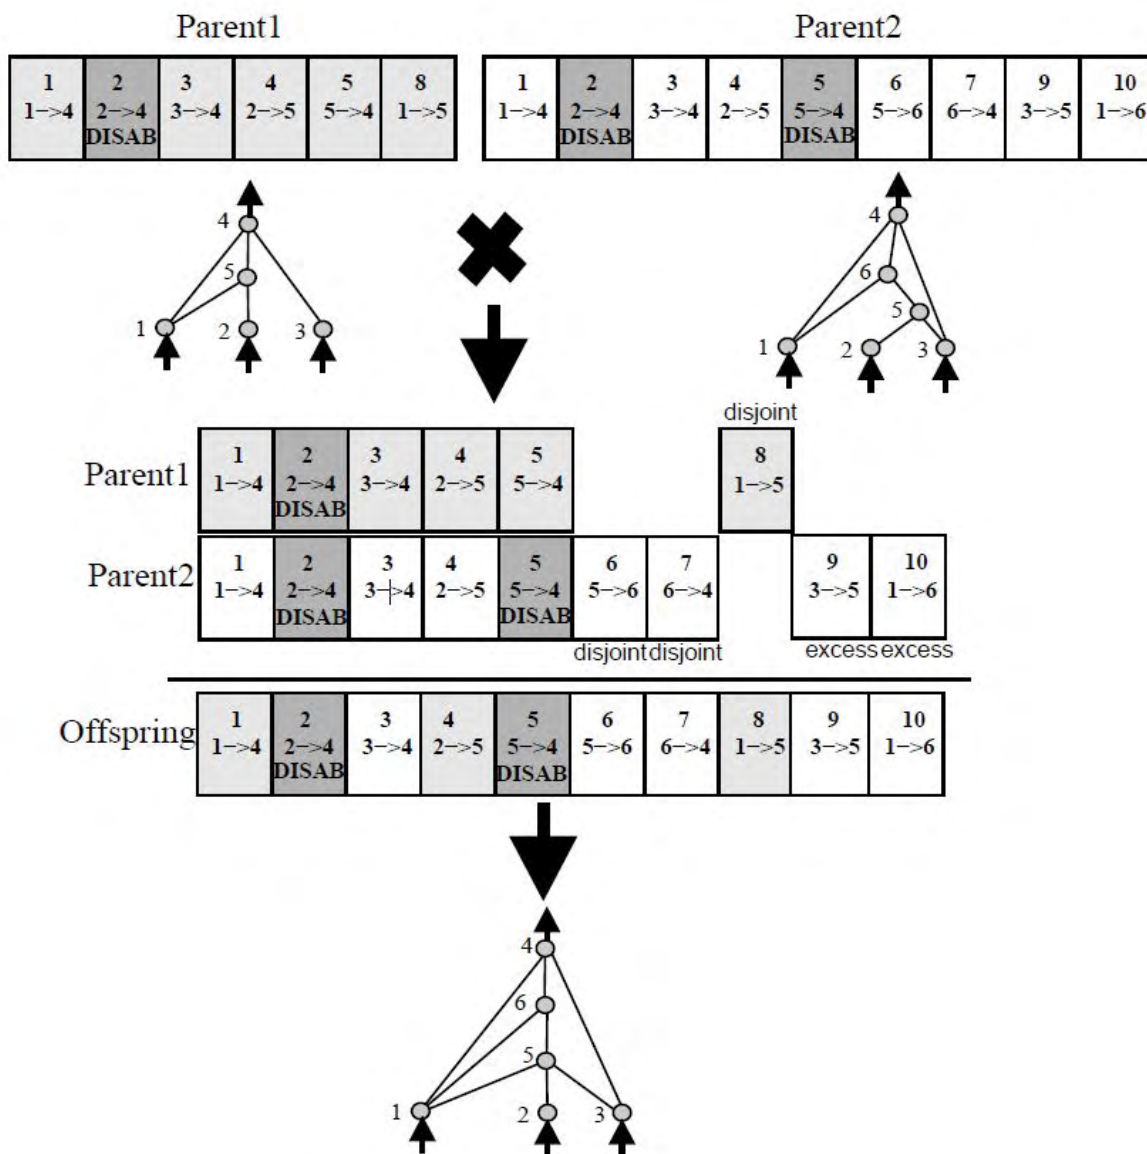 Parent1 Parent2
1 2 3 4 5 8 1 2 3 4 5 6 7 9 10
1->4 2->4 3->4 2->5 5->4 1->5 1->4 2->4 3->4 2->5 5->4 5->6 6->4 3->5 1->6
DISAB DISAB DISAB
4 4
5 6
5
1 2 3 1 2 3
disjoint
Parent1 1 2 3 4 5 8
1->4 2->4 3->4 2->5 5->4 1->5
DISAB
Parent2 1 2 3 4 5 6 7 9 10
1->4 2->4 3->4 2->5 5->4 5->6 6->4 3->5 1->6
DISAB DISAB
disjoint disjoint excess excess
Offspring 1 2 3 4 5 6 7 8 9 10
1->4 2->4 3->4 2->5 5->4 5->6 6->4 1->5 3->5 1->6
DISAB DISAB
4
6
5
1 2 3